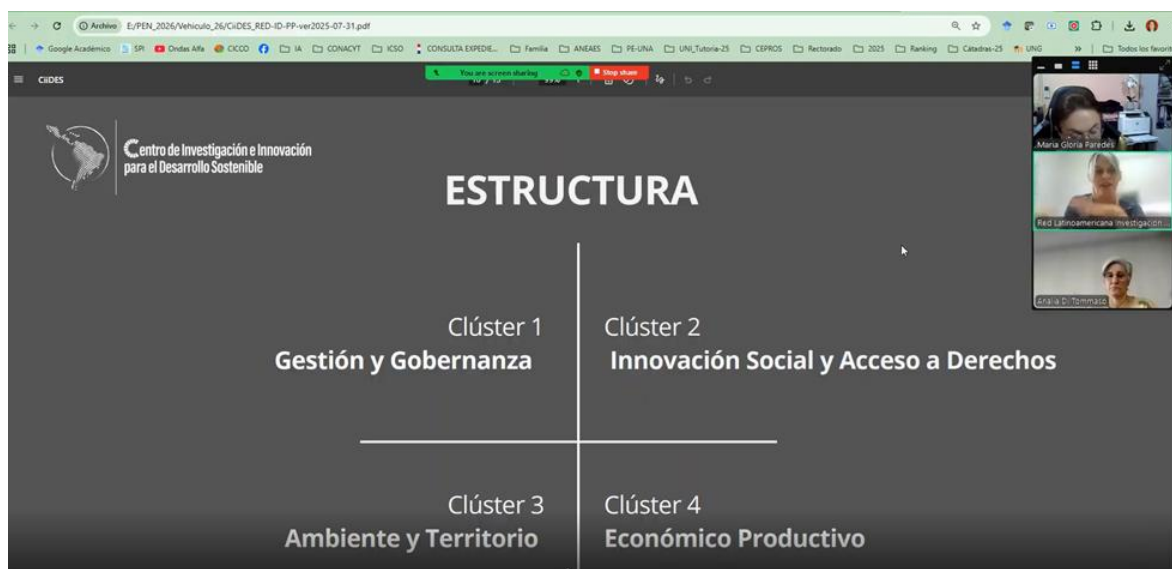 Archivo E:/PEN_2026/Vehiculo_26/CiiDES_RED-ID-PP-ver2025-07-31.pdf
Google Académico SPI Ondas Alfa CICCO IA CONACYT ICSO CONSULTA EXPEDIE... Familia ANEAES PE-UNA UNI_Tutoria-25 CEPROS Rectorado 2025 Ranking Cátedras-25 UNG » Todos los favorit
CiiDES
You are screen sharing Stop share
Centro de Investigación e Innovación
para el Desarrollo Sostenible
ESTRUCTURA
Maria Gloria Paredes
Red Latinoamericana Investigación ...
Analía Di Tommaso
Clúster 1
Gestión y Gobernanza
Clúster 2
Innovación Social y Acceso a Derechos
Clúster 3
Ambiente y Territorio
Clúster 4
Económico Productivo